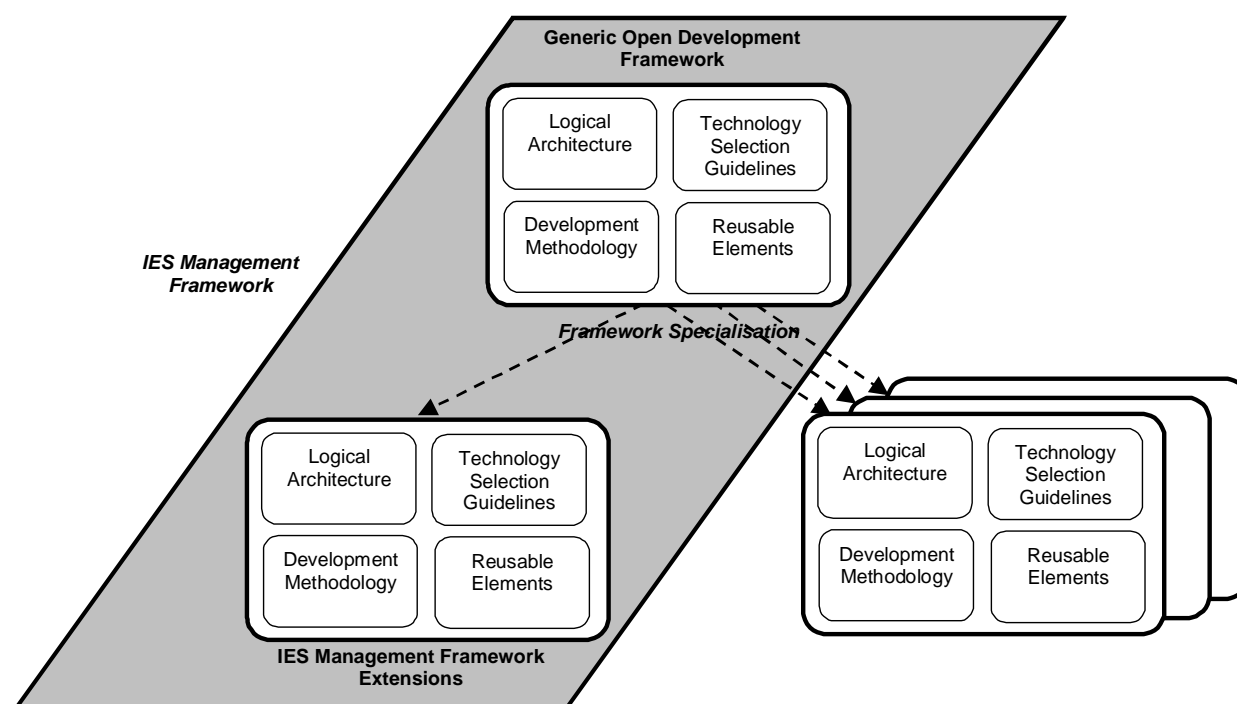 Generic Open Development
Framework
Logical
Architecture
Technology
Selection
Guidelines
Development
Methodology
Reusable
Elements
IES Management
Framework
Framework Specialisation
Logical
Architecture
Technology
Selection
Guidelines
Development
Methodology
Reusable
Elements
IES Management Framework
Extensions
Logical
Architecture
Technology
Selection
Guidelines
Development
Methodology
Reusable
Elements